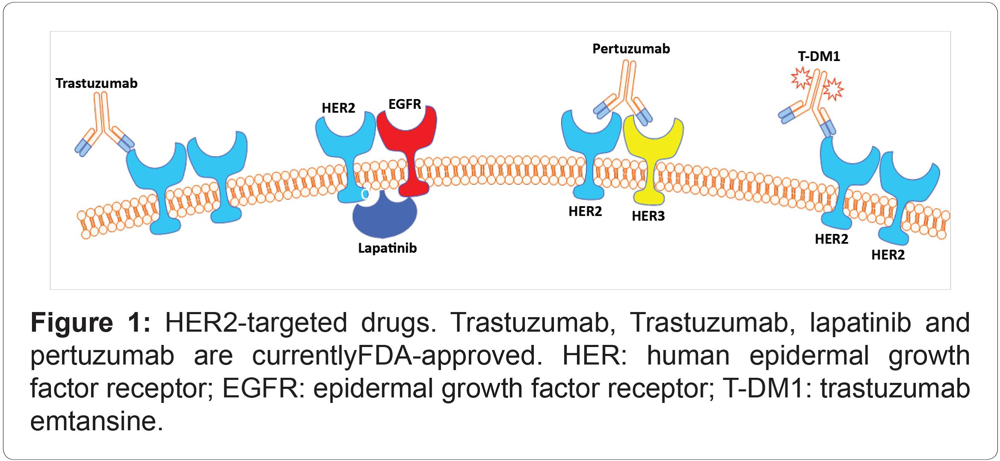 Trastuzumab
HER2
EGFR
Lapatinib
Pertuzumab
HER2
HER3
T-DM1
HER2
HER2
Figure 1: HER2-targeted drugs. Trastuzumab, Trastuzumab, lapatinib and
pertuzumab are currentlyFDA-approved. HER: human epidermal growth
factor receptor; EGFR: epidermal growth factor receptor; T-DM1: trastuzumab
emtansine.